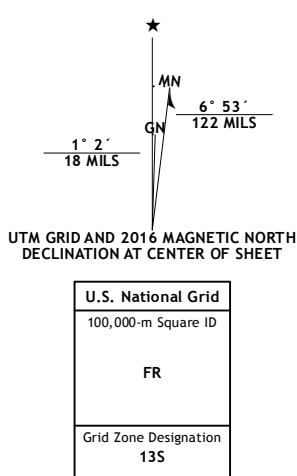 ★
MN
6° 53´
122 MILS
GN
1° 2´
18 MILS
UTM GRID AND 2016 MAGNETIC NORTH
DECLINATION AT CENTER OF SHEET
U.S. National Grid
100,000-m Square ID
FR
Grid Zone Designation
13S